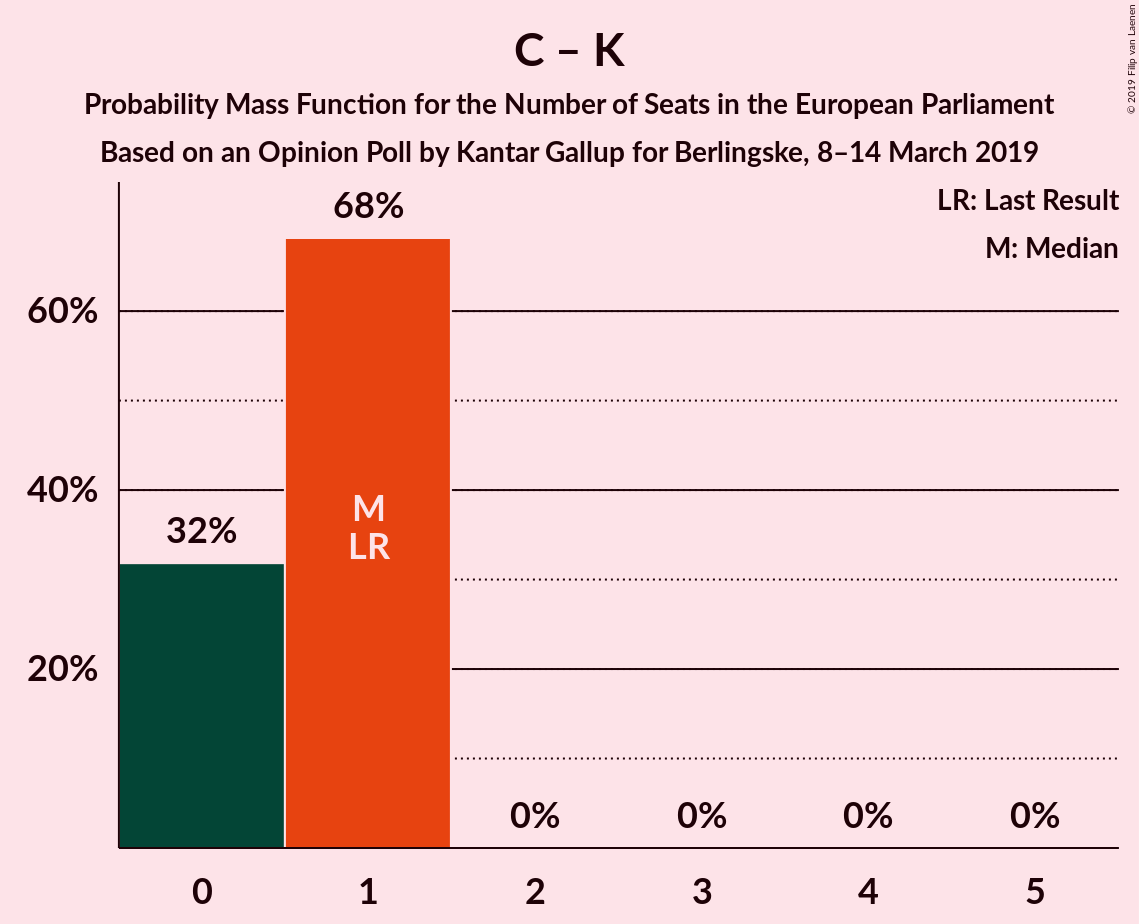 C – K
Probability Mass Function for the Number of Seats in the European Parliament
Based on an Opinion Poll by Kantar Gallup for Berlingske, 8–14 March 2019
© 2019 Filip van Laenen
LR: Last Result
M: Median
68%
60%
40%
32%
20%
M
LR
0%
0%
0%
0%
0
1
2
3
4
5